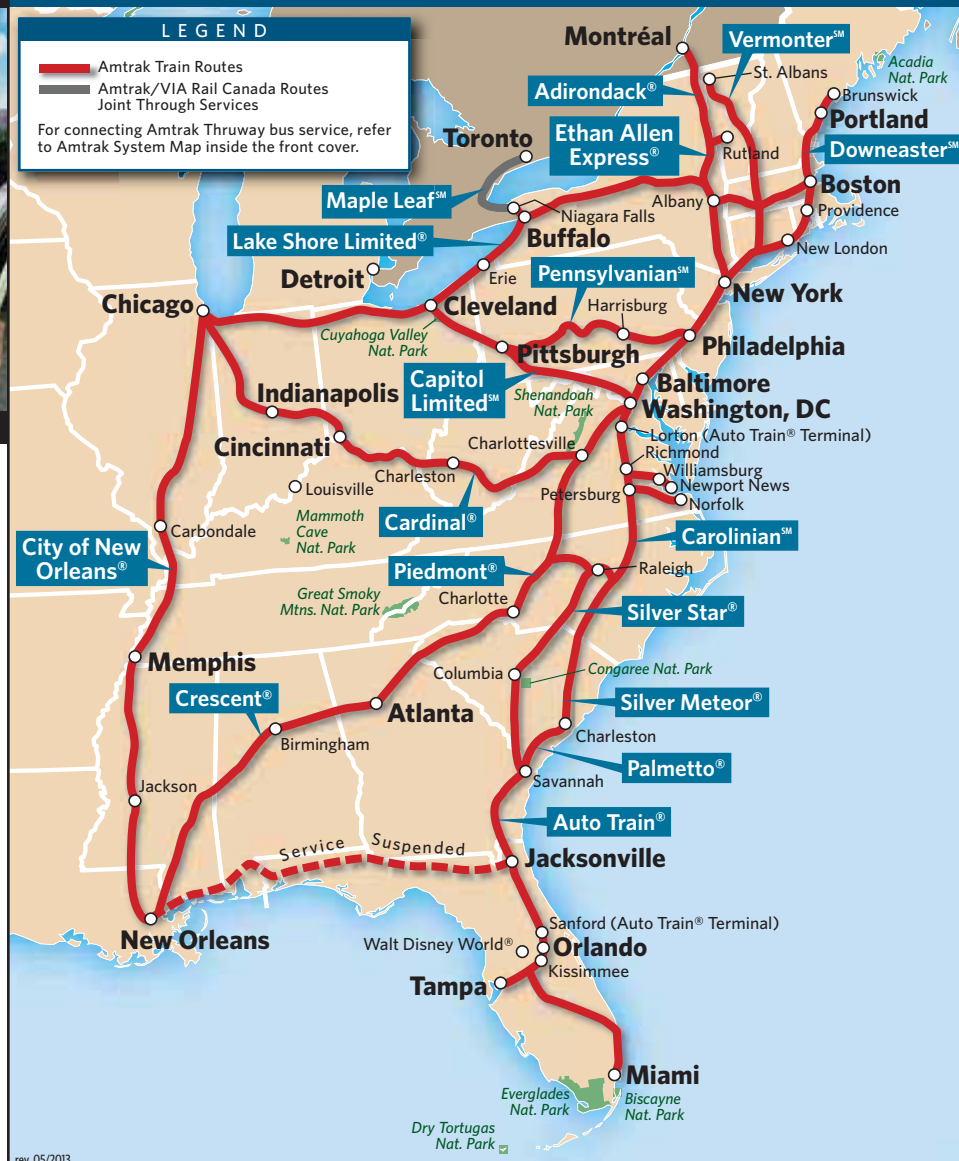 LEGEND
Amtrak Train Routes
Amtrak/VIA Rail Canada Routes
Joint Through Services
For connecting Amtrak Thruway bus service, refer
to Amtrak System Map inside the front cover.
Montréal
Vermonter℠
St. Albans
Acadia
Nat. Park
Adirondack®
Brunswick
Portland
Toronto
Ethan Allen
Express®
Rutland
Downeaster℠
Maple Leaf℠
Albany
Boston
Niagara Falls
Providence
Lake Shore Limited®
Buffalo
New London
Detroit
Erie
Pennsylvanian℠
Chicago
Cleveland
Harrisburg
New York
Cuyahoga Valley
Nat. Park
Pittsburgh
Philadelphia
Indianapolis
Capitol
Limited℠
Shenandoah
Nat. Park
Baltimore
Washington, DC
Cincinnati
Charlottesville
Lorton (Auto Train® Terminal)
Richmond
Charleston
Williamsburg
Newport News
Louisville
Petersburg
Norfolk
Mammoth
Cave
Nat. Park
Cardinal®
Carbondale
Carolinian℠
City of New
Orleans®
Piedmont®
Raleigh
Great Smoky
Mtns. Nat. Park
Charlotte
Silver Star®
Memphis
Columbia
Congaree Nat. Park
Crescent®
Atlanta
Silver Meteor®
Birmingham
Charleston
Palmetto®
Jackson
Savannah
Auto Train®
Service Suspended
Jacksonville
New Orleans
Sanford (Auto Train® Terminal)
Walt Disney World®
Orlando
Kissimmee
Tampa
Miami
Everglades
Nat. Park
Biscayne
Nat. Park
Dry Tortugas
Nat. Park
rev. 05/2013